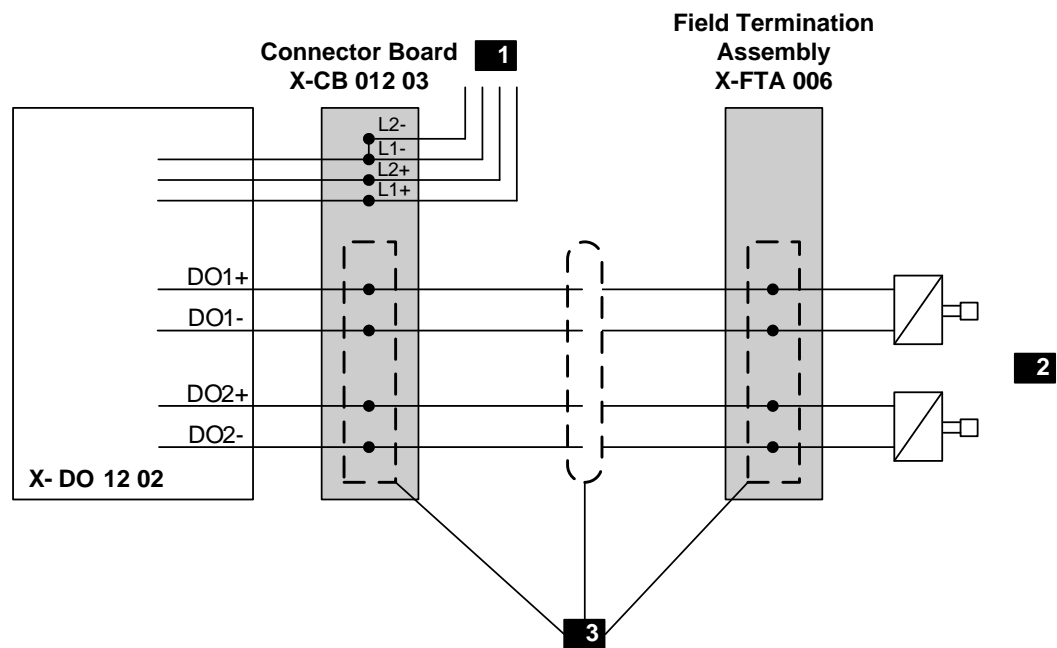 Field Termination
Assembly
X-FTA 006
Connector Board
X-CB 012 03
1
L2-
L1-
L2+
L1+
DO1+
DO1-
DO2+
DO2-
X- DO 12 02
2
3